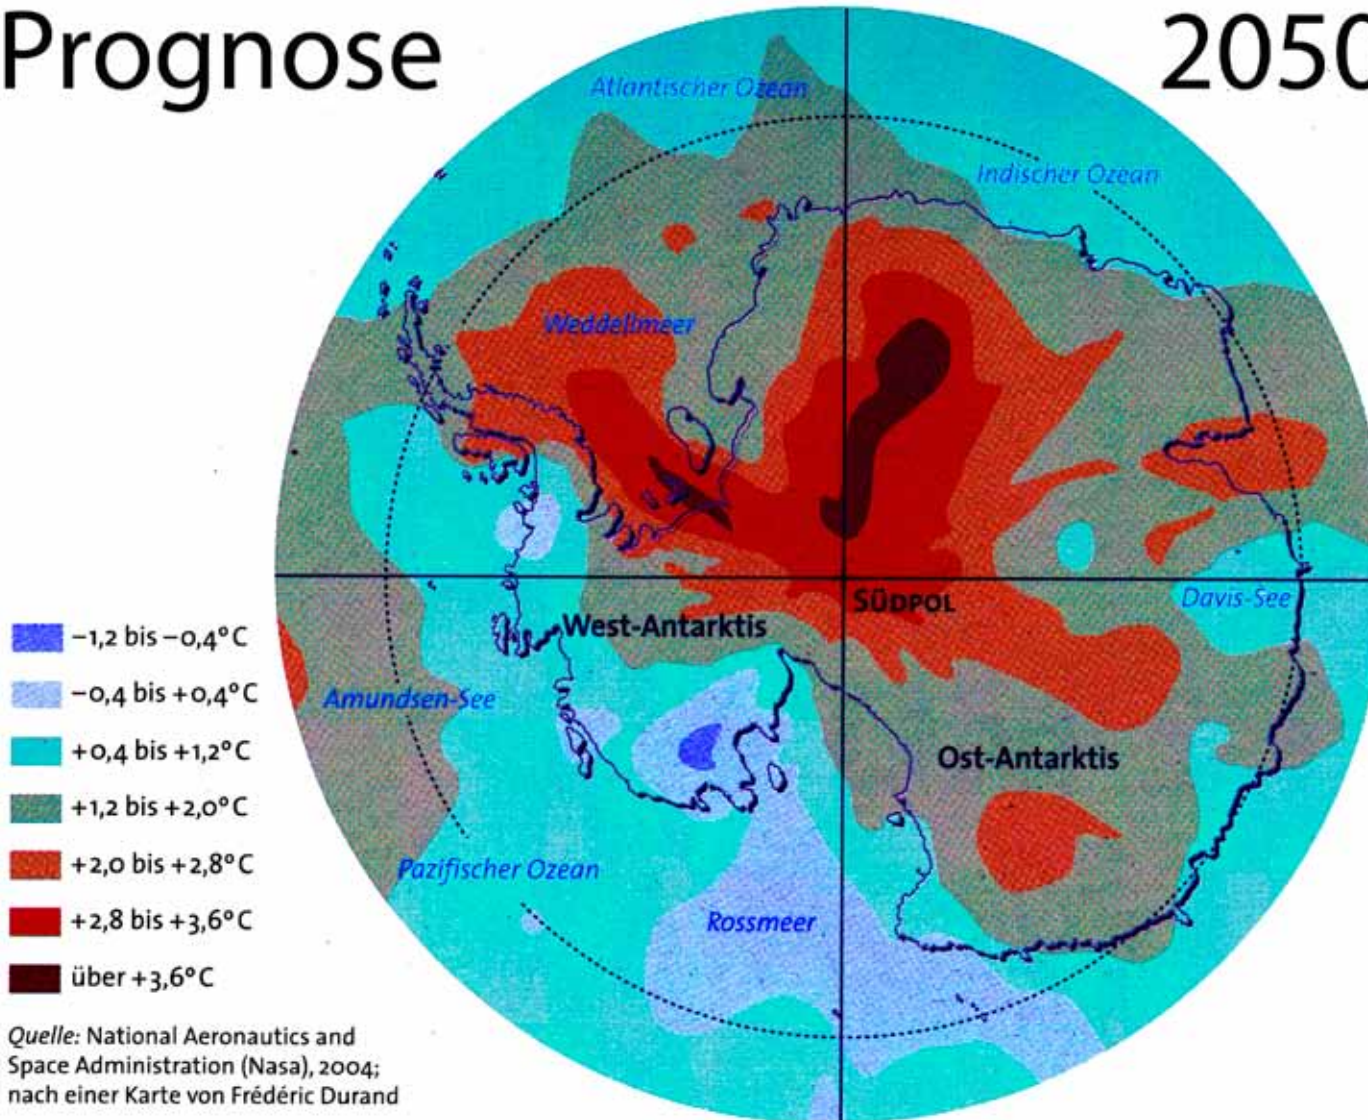 Prognose
2050
Atlantischer Ozean
Indischer Ozean
Weddellmeer
SÜDPOL
Davis-See
West-Antarktis
Amundsen-See
Ost-Antarktis
Pazifischer Ozean
Rossmeer
−1,2 bis −0,4°C
−0,4 bis +0,4°C
+0,4 bis +1,2°C
+1,2 bis +2,0°C
+2,0 bis +2,8°C
+2,8 bis +3,6°C
über +3,6°C
Quelle: National Aeronautics and
Space Administration (Nasa), 2004;
nach einer Karte von Frédéric Durand